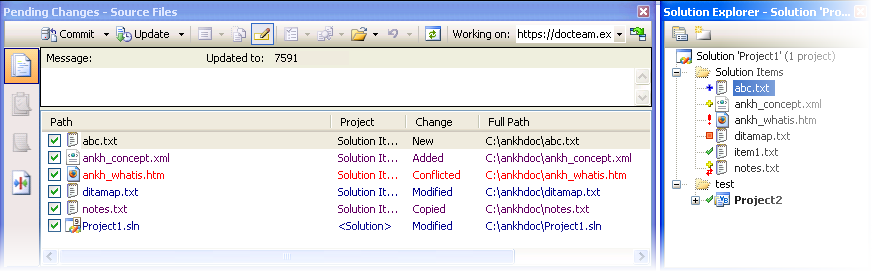 Pending Changes - Source Files
Commit Update Working on: https://docteam.ex
Message: Updated to: 7591
Path Project Change Full Path
abc.txt Solution It... New C:\ankhdoc\abc.txt
ankh_concept.xml Solution It... Added C:\ankhdoc\ankh_concept.xml
ankh_whatis.htm Solution It... Conflicted C:\ankhdoc\ankh_whatis.htm
ditamap.txt Solution It... Modified C:\ankhdoc\ditamap.txt
notes.txt Solution It... Copied C:\ankhdoc\notes.txt
Project1.sln <Solution> Modified C:\ankhdoc\Project1.sln
Solution Explorer - Solution 'Pro...
Solution 'Project1' (1 project)
Solution Items
abc.txt
ankh_concept.xml
ankh_whatis.htm
ditamap.txt
item1.txt
notes.txt
test
Project2